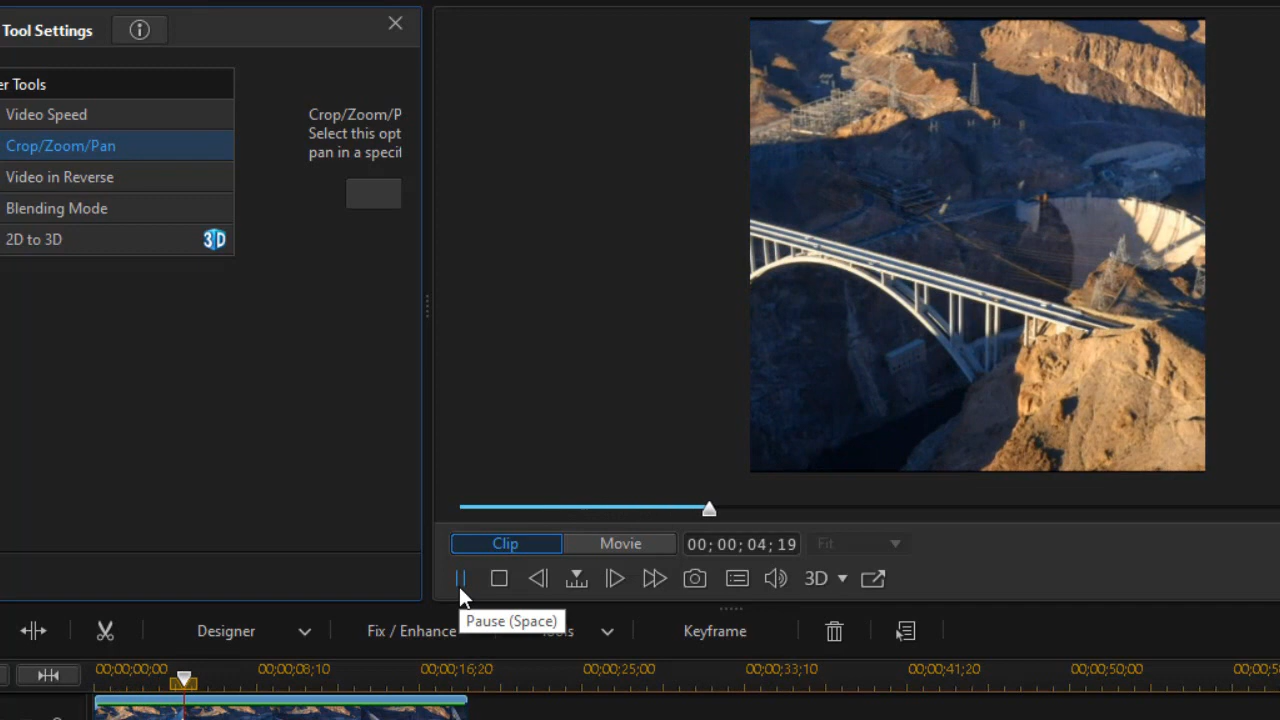 Tool Settings
er Tools
Video Speed
Crop/Zoom/Pan
Video in Reverse
Blending Mode
2D to 3D 3D
Crop/Zoom/P
Select this opt
pan in a specif
Clip Movie 00; 00; 04; 19 Fit
3D
Pause (Space)
Designer Fix / Enhance Keyframe
00;00;00;00 00;00;08;10 00;00;16;20 00;00;25;00 00;00;33;10 00;00;41;20 00;00;50;00 00;00;5